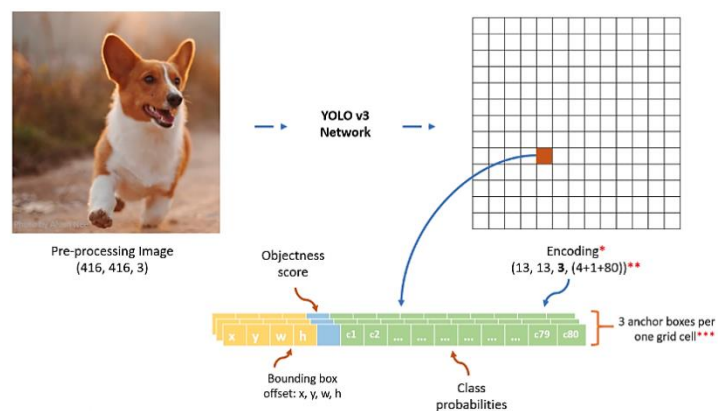 YOLO v3
Network
Pre-processing Image
(416, 416, 3)
Encoding*
(13, 13, 3, (4+1+80))**
Objectness
score
x y w h c1 c2 ... ... ... ... ... ... c79 c80
3 anchor boxes per
one grid cell***
Bounding box
offset: x, y, w, h
Class
probabilities